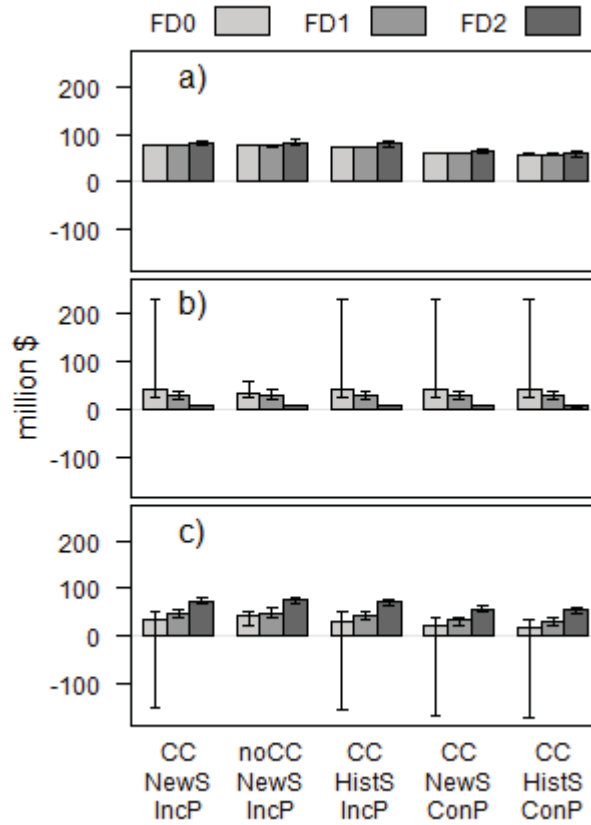 FD0 FD1 FD2
a)
200
100
0
-100
b)
200
100
0
-100
c)
200
100
0
-100
million $
CC noCC CC CC CC
NewS NewS HistS NewS HistS
IncP IncP IncP ConP ConP